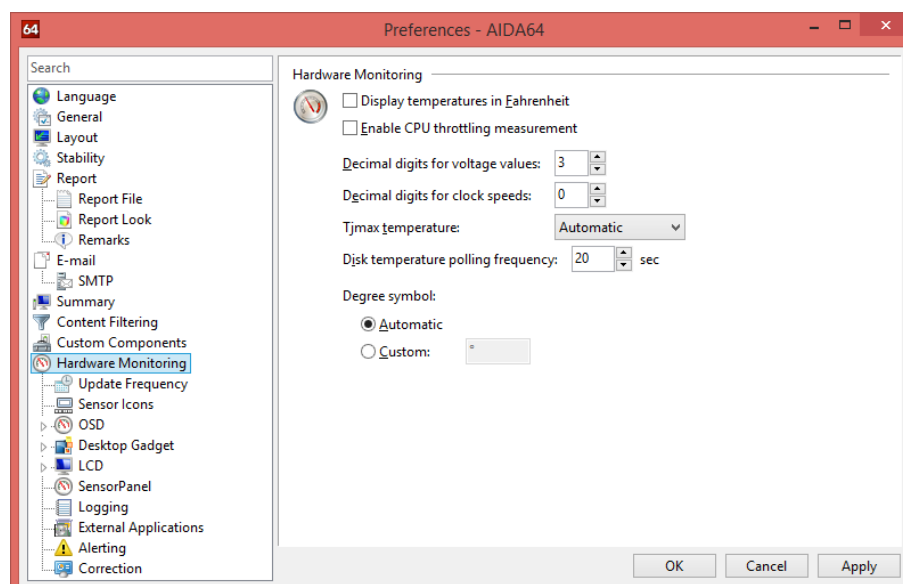 64 Preferences - AIDA64
Search
Language
General
Layout
Stability
Report
Report File
Report Look
Remarks
E-mail
SMTP
Summary
Content Filtering
Custom Components
Hardware Monitoring
Update Frequency
Sensor Icons
OSD
Desktop Gadget
LCD
SensorPanel
Logging
External Applications
Alerting
Correction
Hardware Monitoring
Display temperatures in Fahrenheit
Enable CPU throttling measurement
Decimal digits for voltage values: 3
Decimal digits for clock speeds: 0
Tjmax temperature: Automatic
Disk temperature polling frequency: 20 sec
Degree symbol:
Automatic
Custom: °
OK Cancel Apply